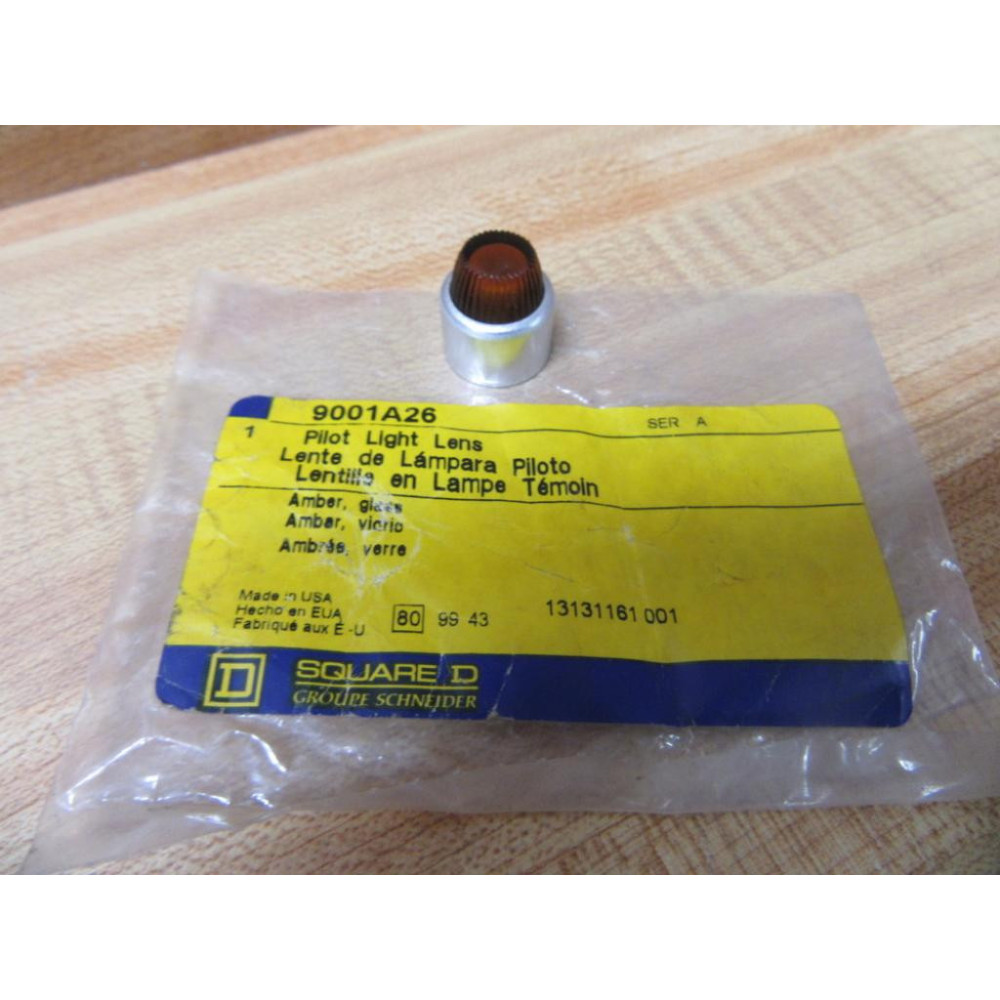 9001A26 SER A
1 Pilot Light Lens
Lente de Lámpara Piloto
Lentille en Lampe Témoin
Amber, glass
Ambar, vidrio
Ambrée, verre
Made in USA
Hecho en EUA
Fabriqué aux E-U
80 99 43 13131161 001
D SQUARE D
GROUPE SCHNEIDER